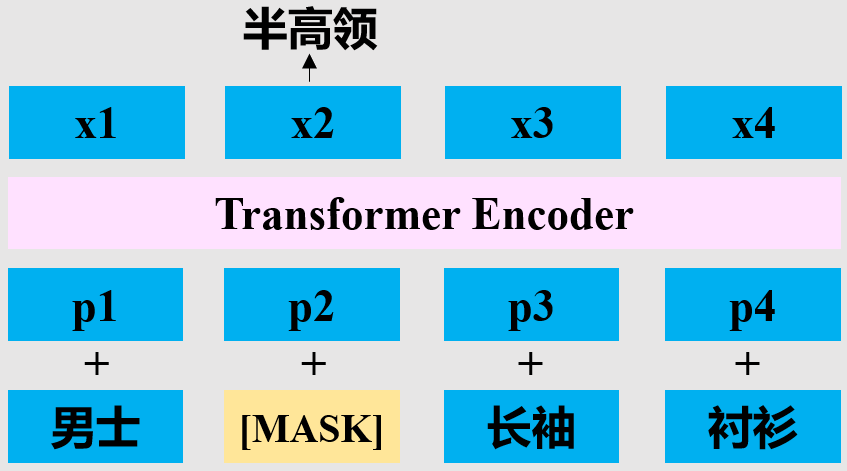 半高领
x1 x2 x3 x4
Transformer Encoder
p1 p2 p3 p4
+ + + +
男士 [MASK] 长袖 衬衫